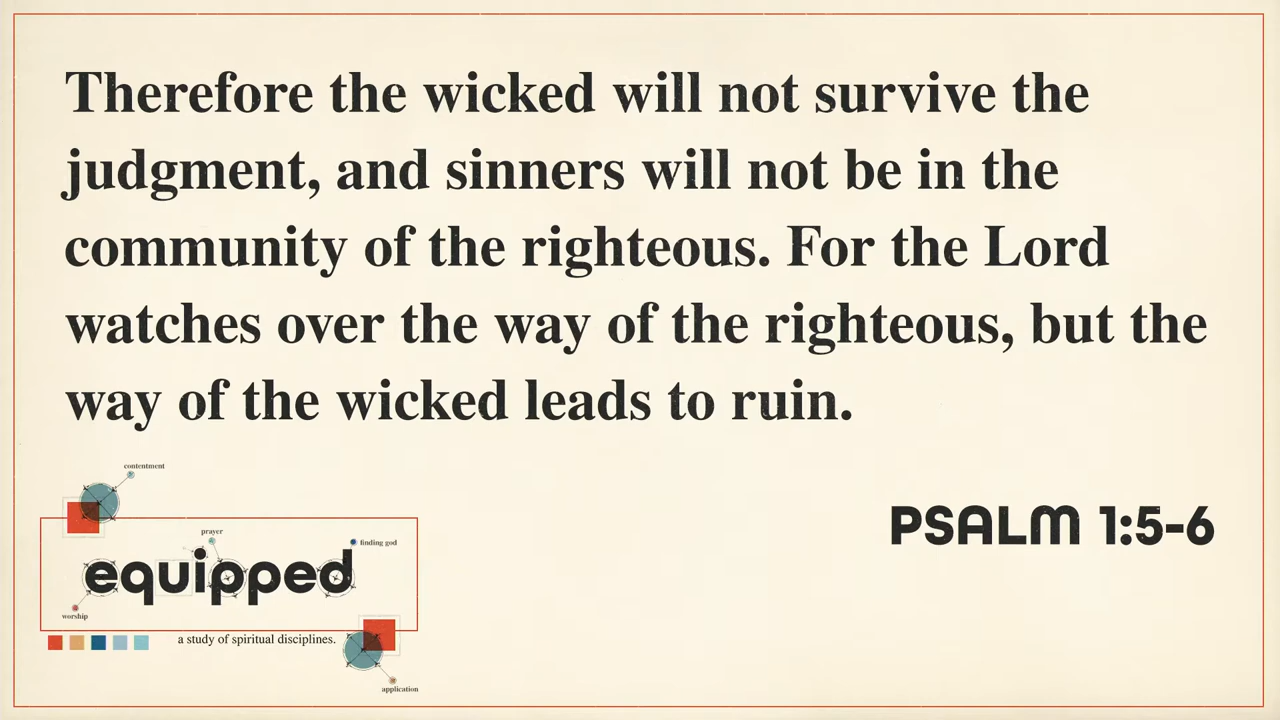 Therefore the wicked will not survive the
judgment, and sinners will not be in the
community of the righteous. For the Lord
watches over the way of the righteous, but the
way of the wicked leads to ruin.
PSALM 1:5-6
contentment
prayer
finding god
equipped
worship
a study of spiritual disciplines.
application